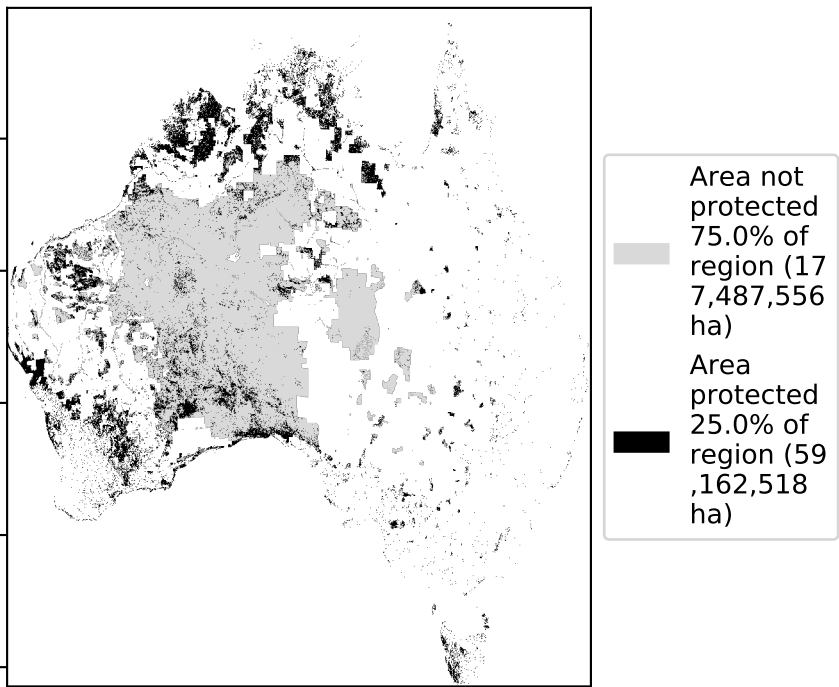 Area not
protected
75.0% of
region (17
7,487,556
ha)
Area
protected
25.0% of
region (59
,162,518
ha)